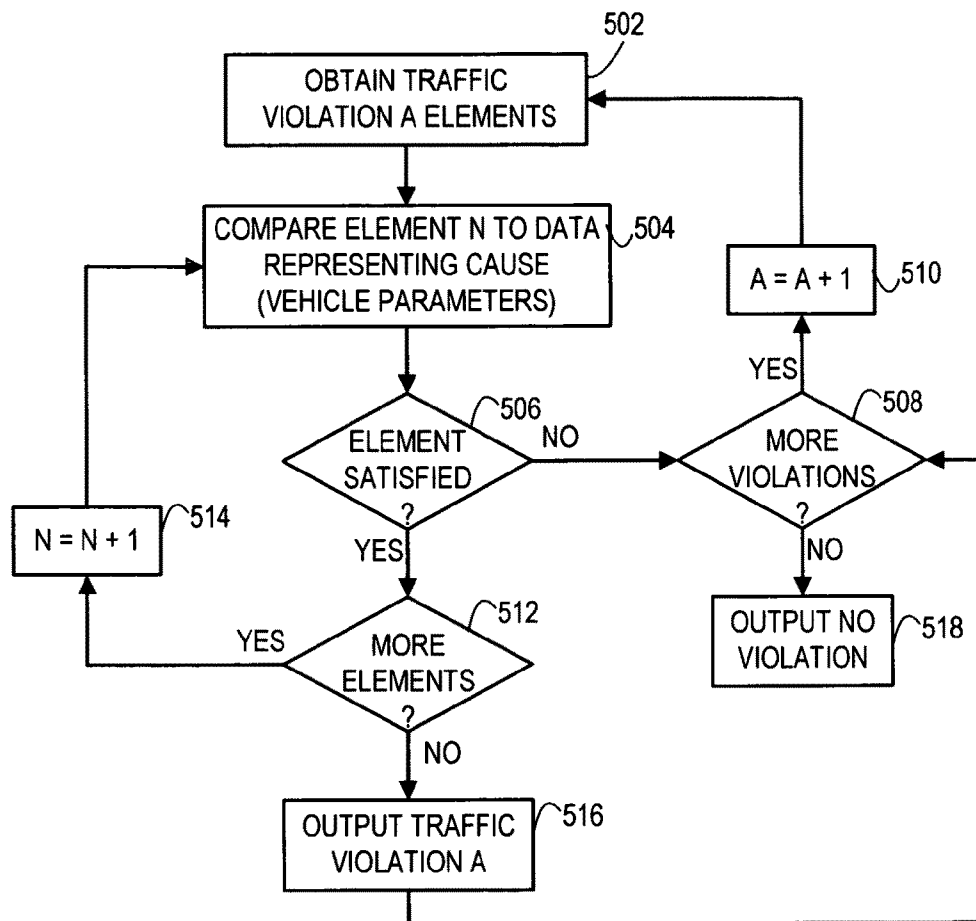 502
OBTAIN TRAFFIC
VIOLATION A ELEMENTS
COMPARE ELEMENT N TO DATA
REPRESENTING CAUSE
(VEHICLE PARAMETERS)
504
A = A + 1
510
YES
506
ELEMENT
SATISFIED
?
NO
508
MORE
VIOLATIONS
?
N = N + 1
514
YES
NO
512
MORE
ELEMENTS
?
YES
OUTPUT NO
VIOLATION
518
NO
OUTPUT TRAFFIC
VIOLATION A
516